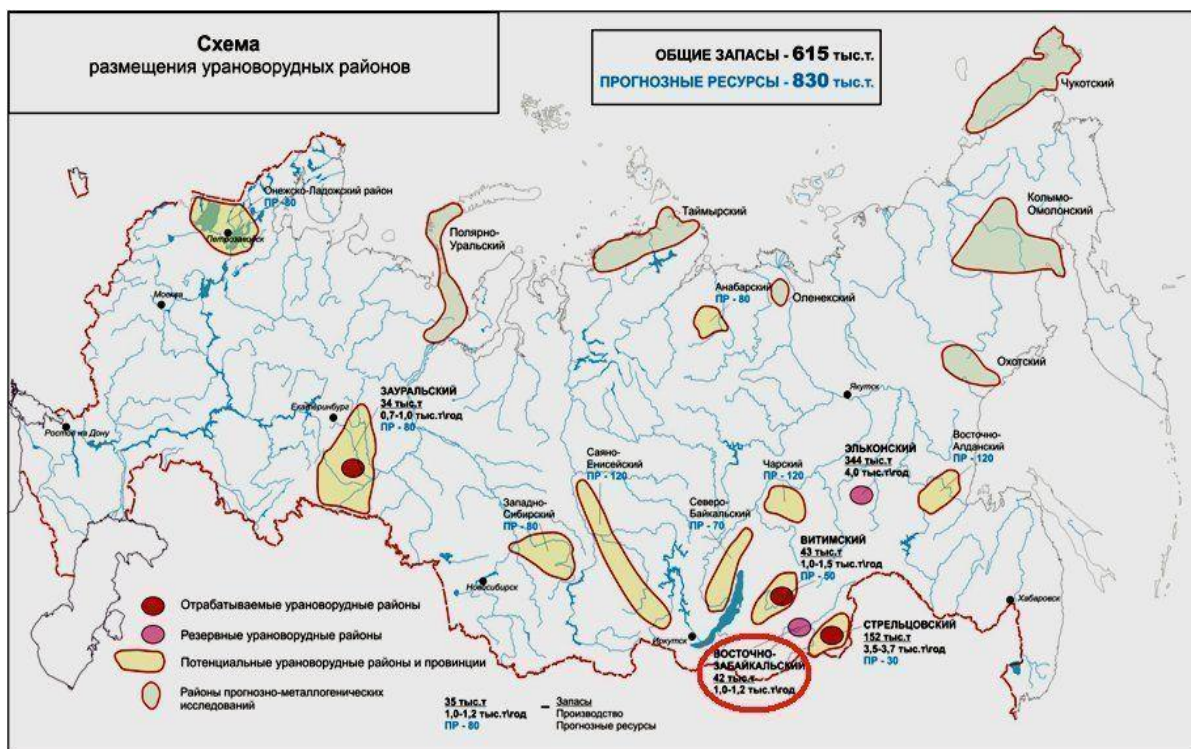 Схема
размещения урановорудных районов
ОБЩИЕ ЗАПАСЫ - 615 тыс.т.
ПРОГНОЗНЫЕ РЕСУРСЫ - 830 тыс.т.
Чукотский
Онежско-Ладожский район
ПР - 80
Петрозаводск
Полярно-
Уральский
Таймырский
Колымо-
Омолонский
Москва
Анабарский
ПР - 80
Оленекский
Охотский
Якутск
ЗАУРАЛЬСКИЙ
34 тыс.т
0,7-1,0 тыс.т\год
ПР - 80
Екатеринбург
Ростов на Дону
Саяно-
Енисейский
ПР - 120
Чарский
ПР - 120
ЭЛЬКОНСКИЙ
344 тыс.т
4,0 тыс.т\год
Восточно-
Алданский
ПР - 120
Западно-
Сибирский
ПР - 80
Северо-
Байкальский
ПР - 70
ВИТИМСКИЙ
43 тыс.т
1,0-1,5 тыс.т\год
ПР - 50
Новосибирск
Иркутск
Хабаровск
СТРЕЛЬЦОВСКИЙ
152 тыс.т
3,5-3,7 тыс.т\год
ПР - 30
ВОСТОЧНО-
ЗАБАЙКАЛЬСКИЙ
42 тыс.т
1,0-1,2 тыс.т\год
Отрабатываемые урановорудные районы
Резервные урановорудные районы
Потенциальные урановорудные районы и провинции
Районы прогнозно-металлогенических
исследований
35 тыс.т — Запасы
1,0-1,2 тыс.т\год Производство
ПР - 80 Прогнозные ресурсы